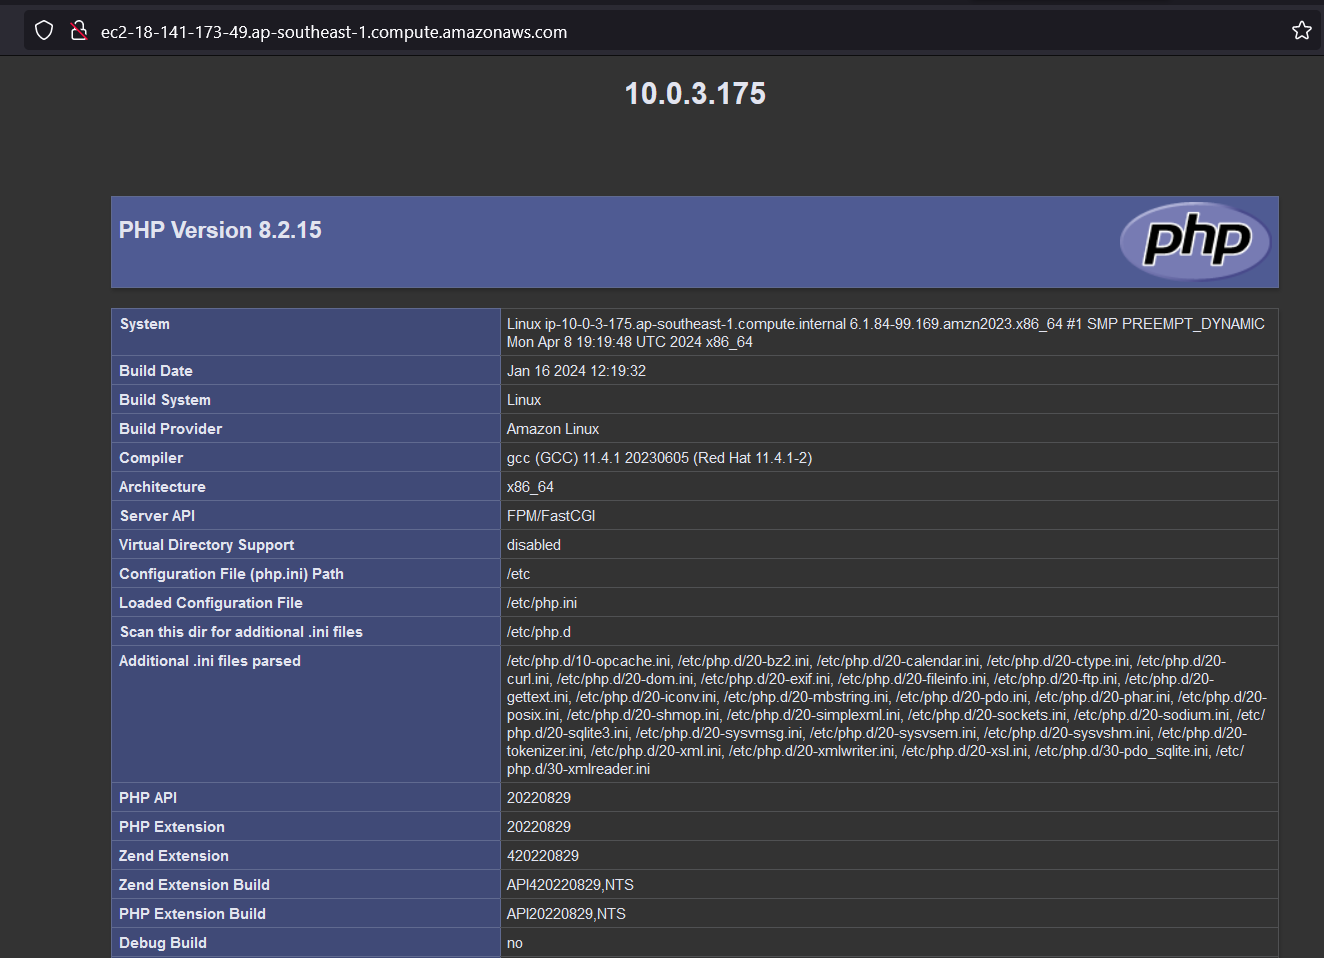 ec2-18-141-173-49.ap-southeast-1.compute.amazonaws.com
10.0.3.175
PHP Version 8.2.15
php
System
Linux ip-10-0-3-175.ap-southeast-1.compute.internal 6.1.84-99.169.amzn2023.x86_64 #1 SMP PREEMPT_DYNAMIC
Mon Apr 8 19:19:48 UTC 2024 x86_64
Build Date
Jan 16 2024 12:19:32
Build System
Linux
Build Provider
Amazon Linux
Compiler
gcc (GCC) 11.4.1 20230605 (Red Hat 11.4.1-2)
Architecture
x86_64
Server API
FPM/FastCGI
Virtual Directory Support
disabled
Configuration File (php.ini) Path
/etc
Loaded Configuration File
/etc/php.ini
Scan this dir for additional .ini files
/etc/php.d
Additional .ini files parsed
/etc/php.d/10-opcache.ini, /etc/php.d/20-bz2.ini, /etc/php.d/20-calendar.ini, /etc/php.d/20-ctype.ini, /etc/php.d/20-
curl.ini, /etc/php.d/20-dom.ini, /etc/php.d/20-exif.ini, /etc/php.d/20-fileinfo.ini, /etc/php.d/20-ftp.ini, /etc/php.d/20-
gettext.ini, /etc/php.d/20-iconv.ini, /etc/php.d/20-mbstring.ini, /etc/php.d/20-pdo.ini, /etc/php.d/20-phar.ini, /etc/php.d/20-
posix.ini, /etc/php.d/20-shmop.ini, /etc/php.d/20-simplexml.ini, /etc/php.d/20-sockets.ini, /etc/php.d/20-sodium.ini, /etc/
php.d/20-sqlite3.ini, /etc/php.d/20-sysvmsg.ini, /etc/php.d/20-sysvsem.ini, /etc/php.d/20-sysvshm.ini, /etc/php.d/20-
tokenizer.ini, /etc/php.d/20-xml.ini, /etc/php.d/20-xmlwriter.ini, /etc/php.d/20-xsl.ini, /etc/php.d/30-pdo_sqlite.ini, /etc/
php.d/30-xmlreader.ini
PHP API
20220829
PHP Extension
20220829
Zend Extension
420220829
Zend Extension Build
API420220829,NTS
PHP Extension Build
API20220829,NTS
Debug Build
no